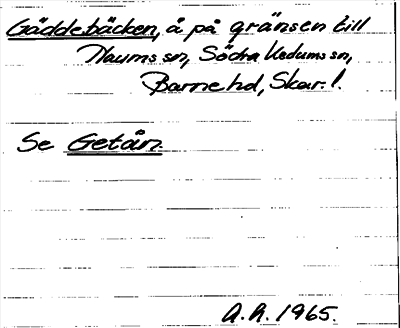 Gäddebäcken, å på gränsen till
Naums sn, Södra Kedums sn,
Barne hd, Skar. l.
Se Getån
A. R. 1965.